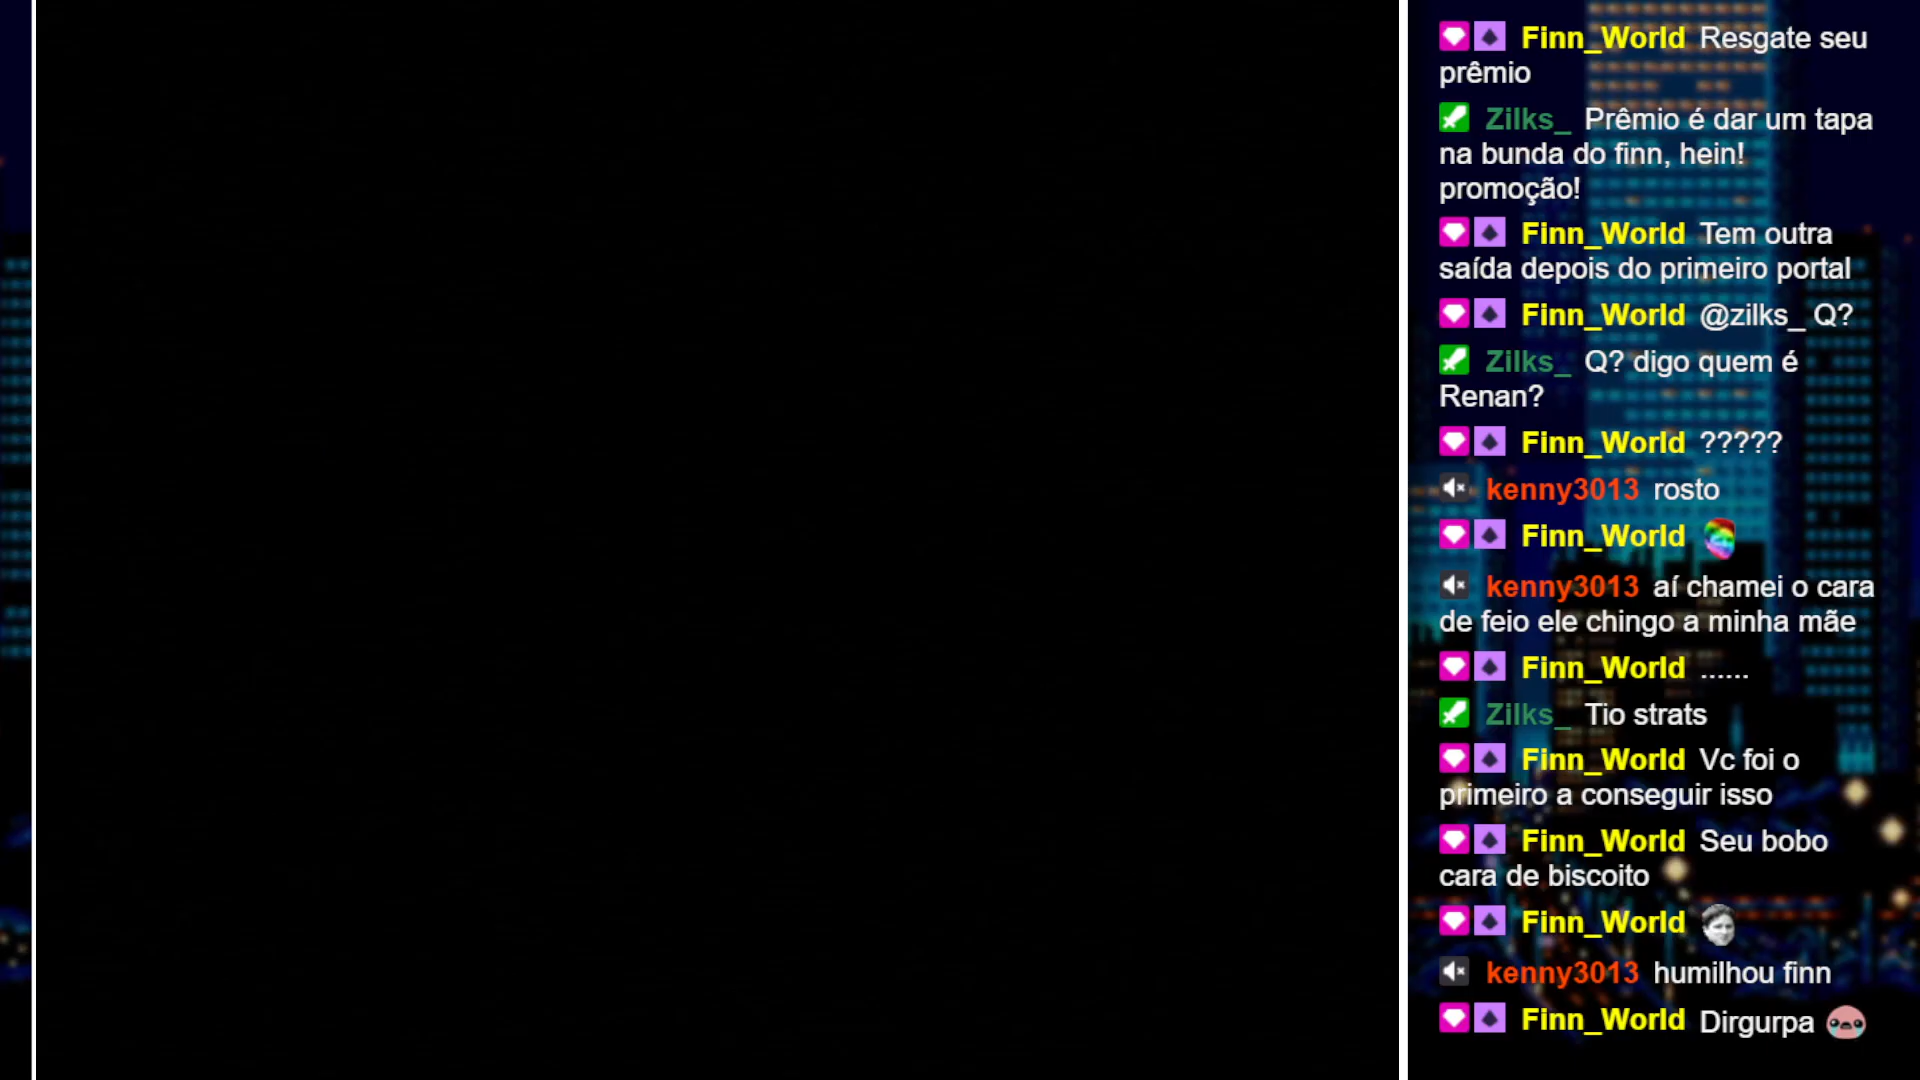 Finn_World Resgate seu
prêmio
Zilks_ Prêmio é dar um tapa
na bunda do finn, hein!
promoção!
Finn_World Tem outra
saída depois do primeiro portal
Finn_World @zilks_ Q?
Zilks_ Q? digo quem é
Renan?
Finn_World ?????
kenny3013 rosto
Finn_World
kenny3013 aí chamei o cara
de feio ele chingo a minha mãe
Finn_World ......
Zilks_ Tio strats
Finn_World Vc foi o
primeiro a conseguir isso
Finn_World Seu bobo
cara de biscoito
Finn_World
kenny3013 humilhou finn
Finn_World Dirgurpa